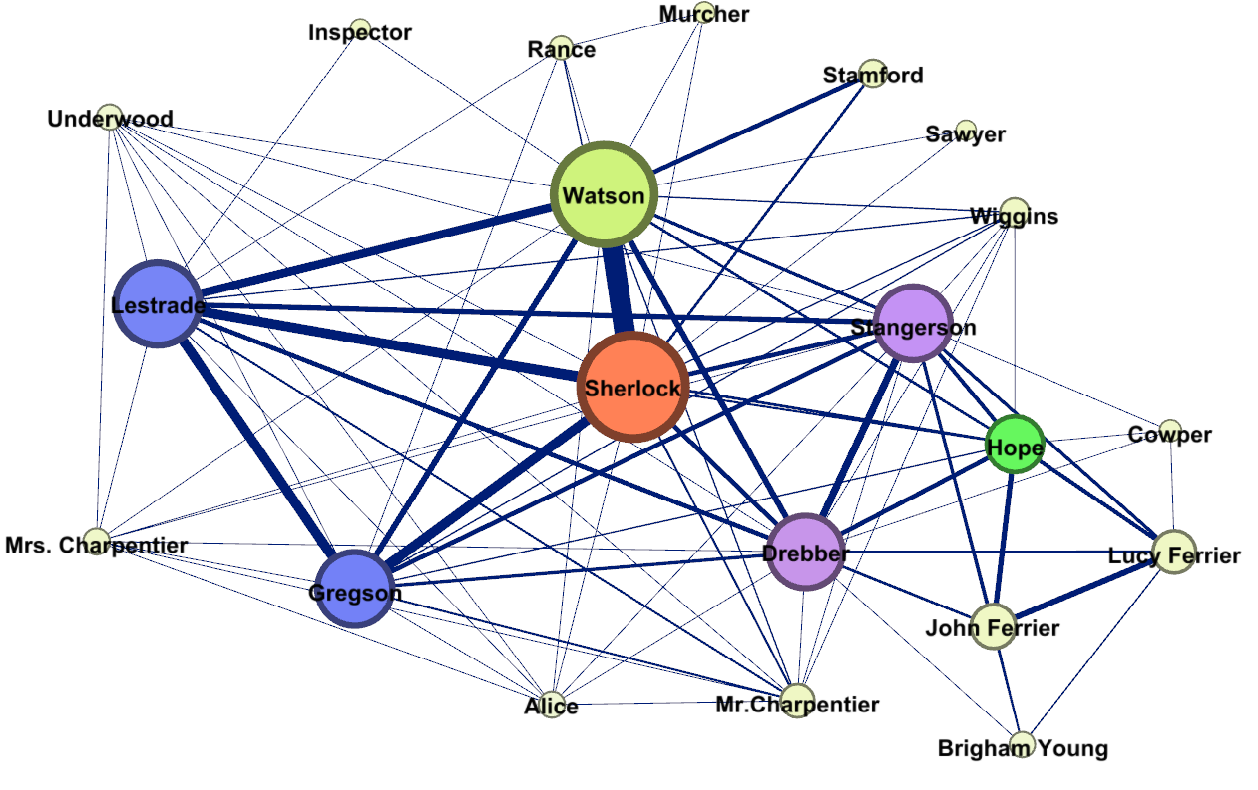 Murcher
Inspector
Rance
Stamford
Underwood
Sawyer
Watson
Wiggins
Lestrade
Stangerson
Sherlock
Cowper
Hope
Mrs. Charpentier
Drebber
Lucy Ferrier
Gregson
John Ferrier
Alice
Mr.Charpentier
Brigham Young